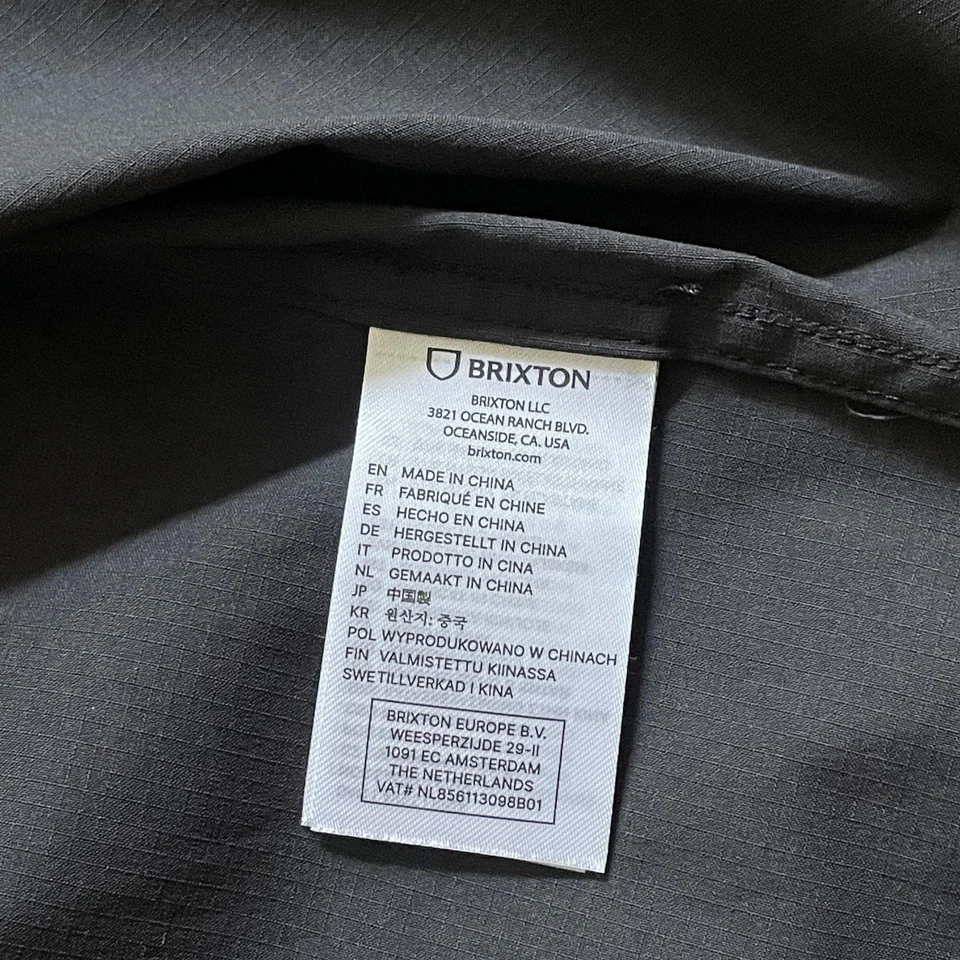 BRIXTON
BRIXTON LLC
3821 OCEAN RANCH BLVD.
OCEANSIDE, CA. USA
brixton.com
EN MADE IN CHINA
FR FABRIQUÉ EN CHINE
ES HECHO EN CHINA
DE HERGESTELLT IN CHINA
IT PRODOTTO IN CINA
NL GEMAAKT IN CHINA
JP 中国製
KR 원산지: 중국
POL WYPRODUKOWANO W CHINACH
FIN VALMISTETTU KIINASSA
SWE TILLVERKAD I KINA
BRIXTON EUROPE B.V.
WEESPERZIJDE 29-II
1091 EC AMSTERDAM
THE NETHERLANDS
VAT# NL856113098B01